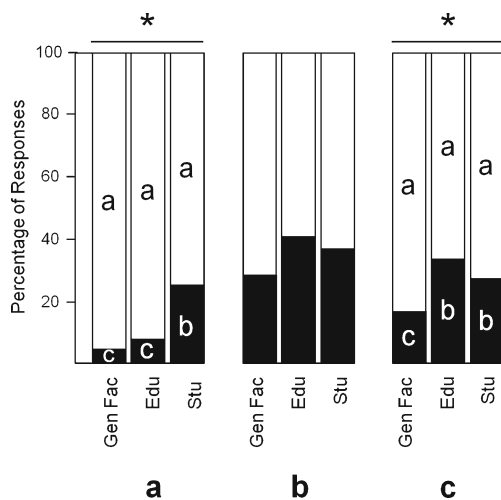 * *
100
80
60
40
20
Percentage of Responses
a a a
c c b
a a a
c b b
Gen Fac Edu Stu Gen Fac Edu Stu Gen Fac Edu Stu
a b c